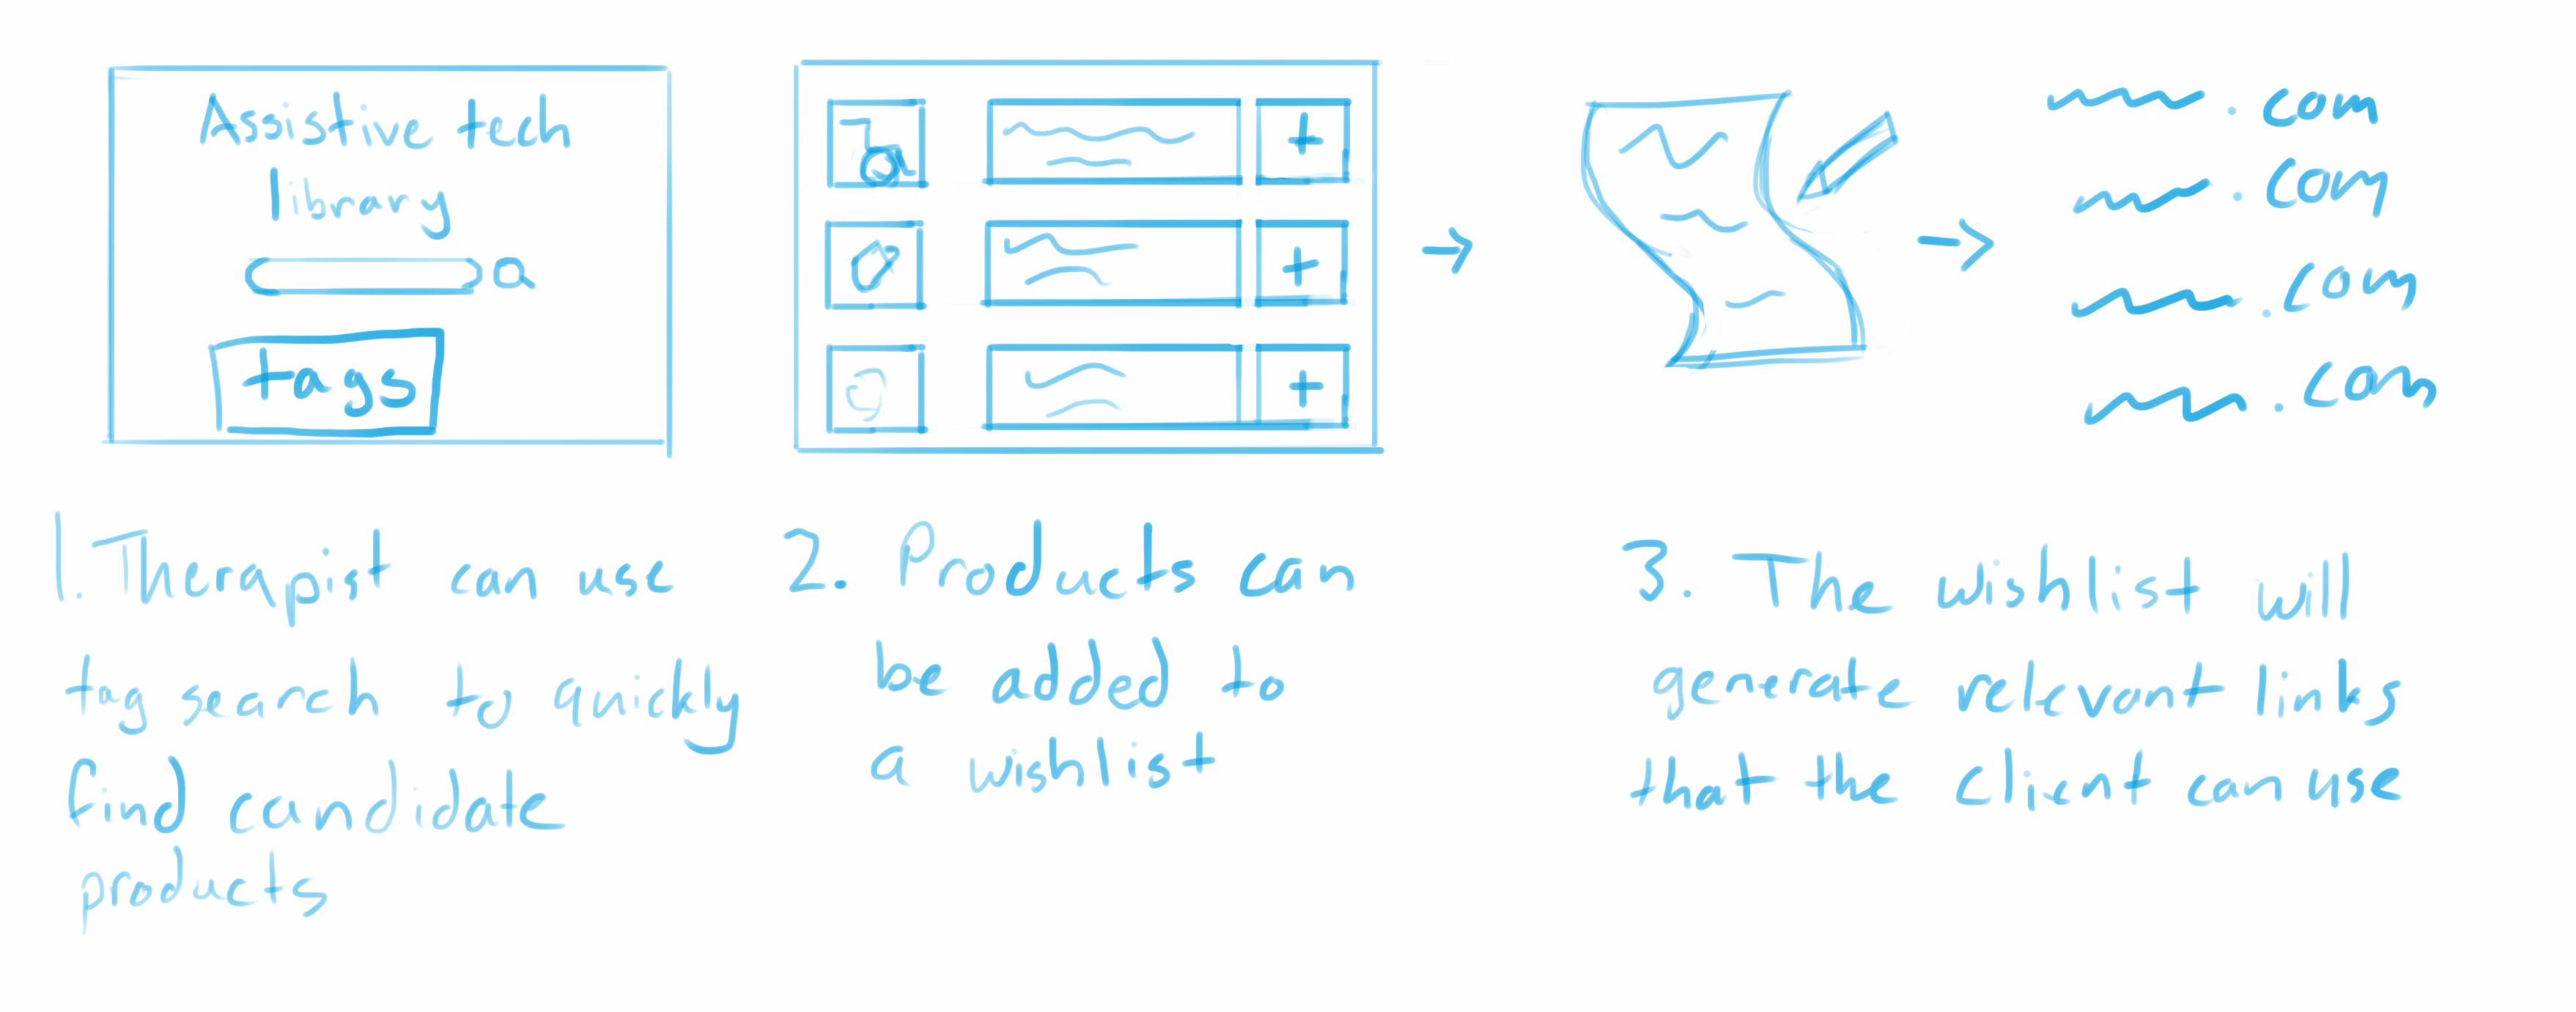 Assistive tech
library
tags
+
+
+
.com
.com
.com
.com
1. Therapist can use
tag search to quickly
find candidate
products
2. Products can
be added to
a wishlist
3. The wishlist will
generate relevant links
that the client can use